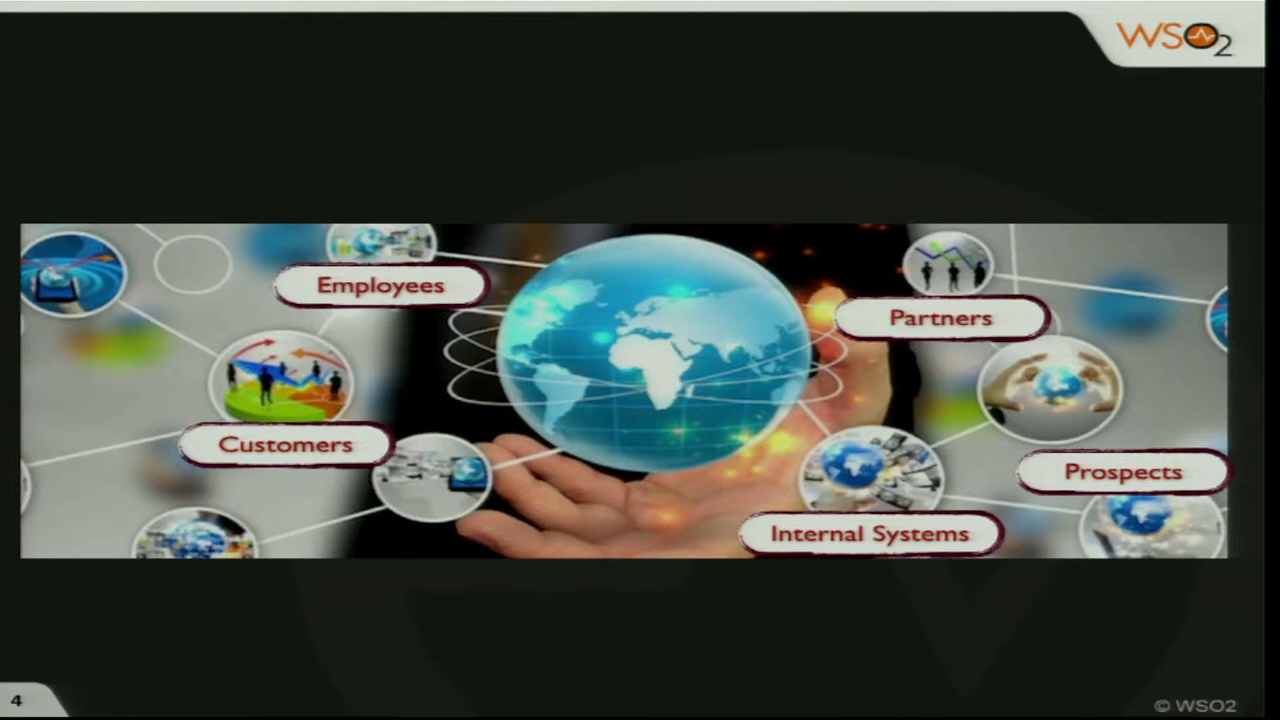 WSO2
Employees
Partners
Customers
Prospects
Internal Systems
4
© WSO2